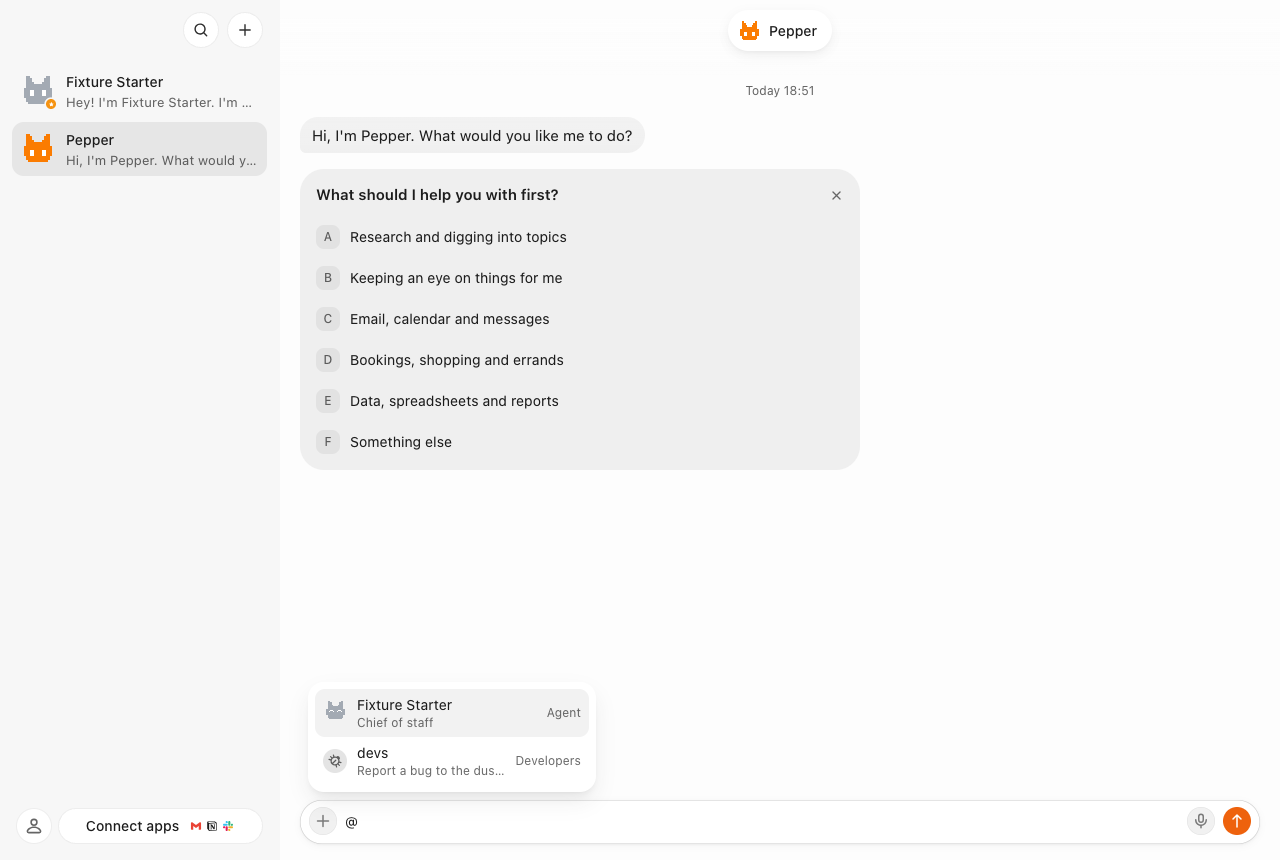 Fixture Starter
Hey! I'm Fixture Starter. I'm ...
Pepper
Hi, I'm Pepper. What would y...
Connect apps
Pepper
Today 18:51
Hi, I'm Pepper. What would you like me to do?
What should I help you with first?
A Research and digging into topics
B Keeping an eye on things for me
C Email, calendar and messages
D Bookings, shopping and errands
E Data, spreadsheets and reports
F Something else
Fixture Starter
Chief of staff
Agent
devs
Report a bug to the dus...
Developers
@